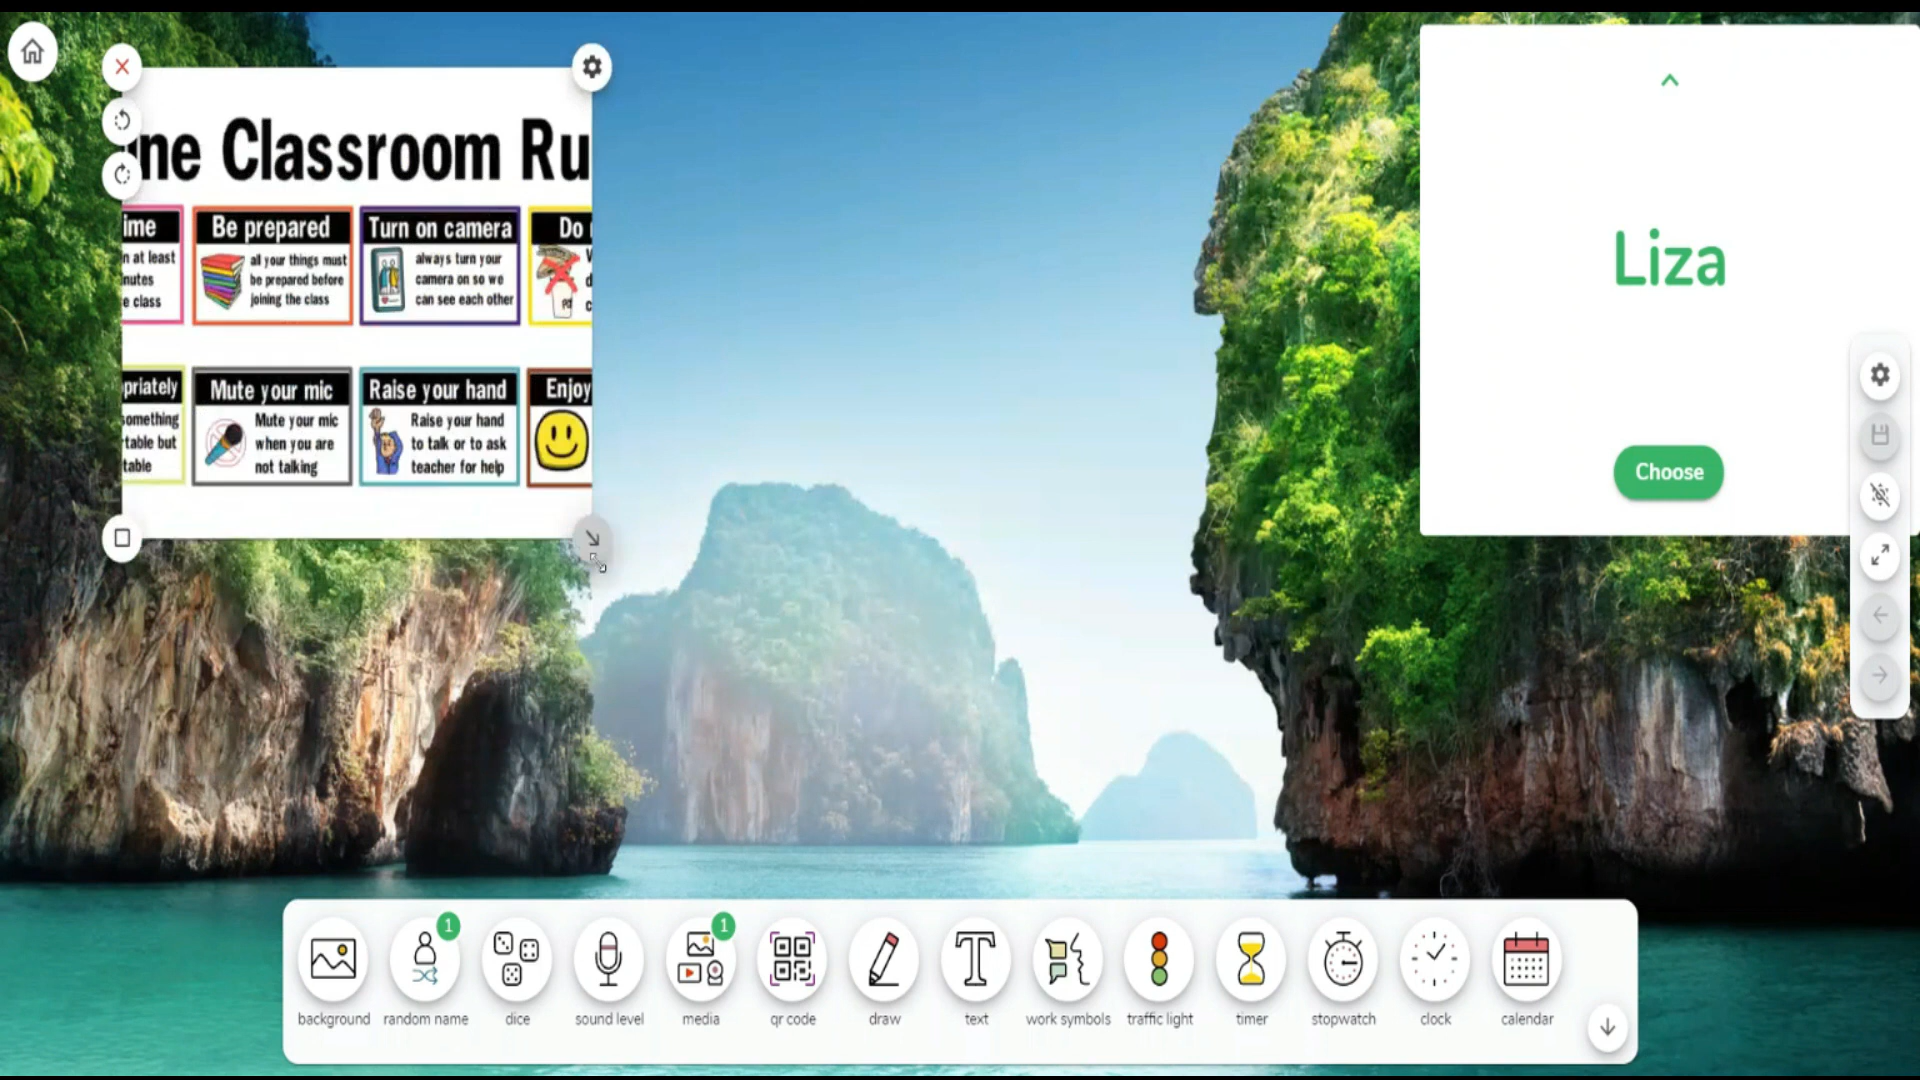 ne Classroom Ru
ime
n at least
nutes
e class
Be prepared
all your things must
be prepared before
joining the class
Turn on camera
always turn your
camera on so we
can see each other
Do
priately
omething
table but
table
Mute your mic
Mute your mic
when you are
not talking
Raise your hand
Raise your hand
to talk or to ask
teacher for help
Enjoy
Liza
Choose
1
1
background
random name
dice
sound level
media
qr code
draw
text
work symbols
traffic light
timer
stopwatch
clock
calendar